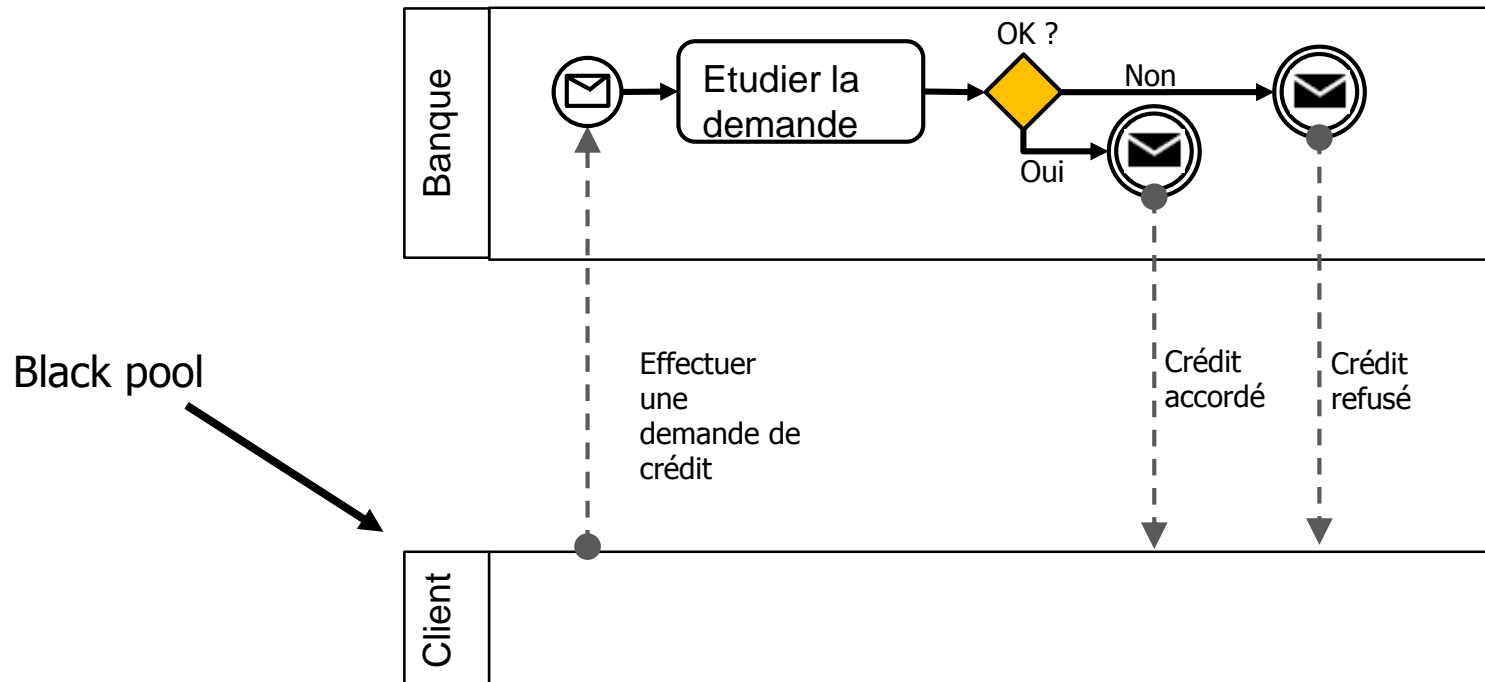 Banque
Etudier la
demande
OK ?
Non
Oui
Black pool
Effectuer
une
demande de
crédit
Crédit
accordé
Crédit
refusé
Client